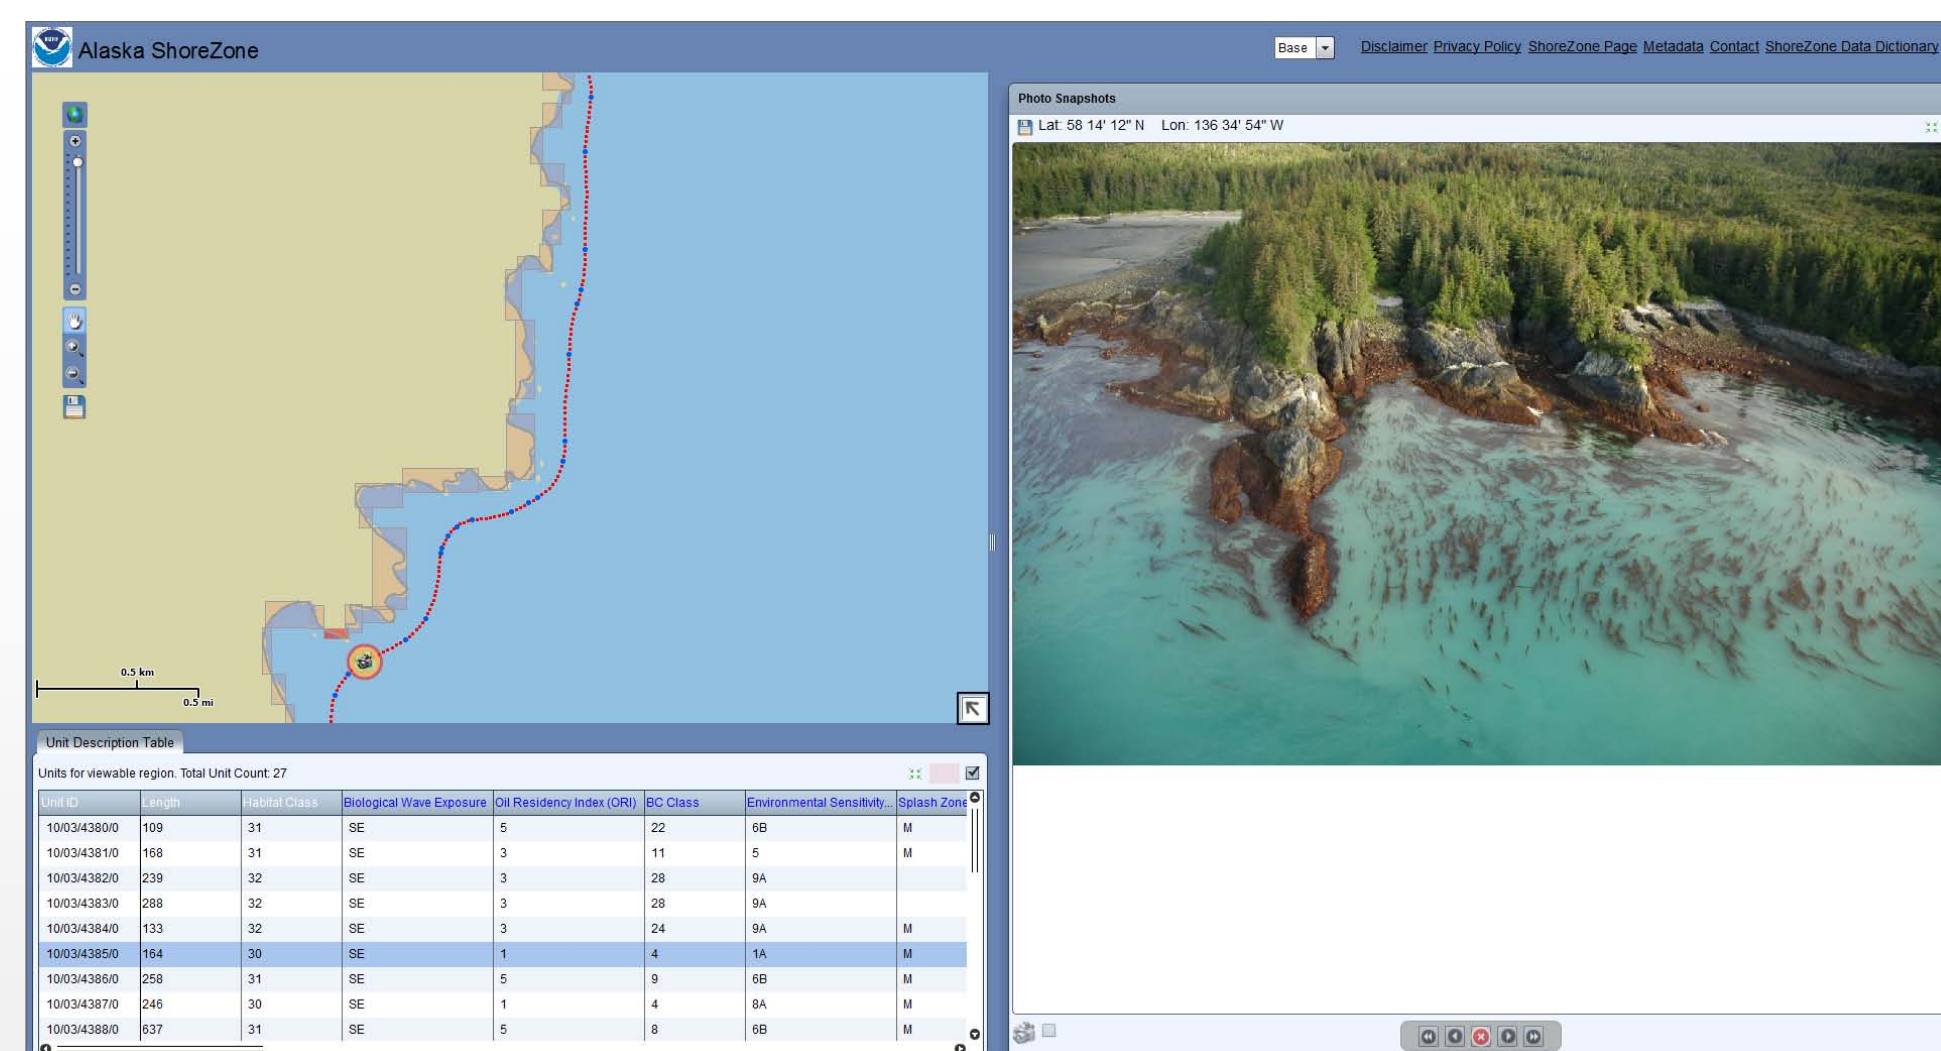 Alaska ShoreZone
Base
Disclaimer Privacy Policy ShoreZone Page Metadata Contact ShoreZone Data Dictionary
0.5 km
0.5 mi
Unit Description Table
Units for viewable region. Total Unit Count: 27
Unit ID Length Habitat Class Biological Wave Exposure Oil Residency Index (ORI) BC Class Environmental Sensitivity... Splash Zone
10/03/4380/0 109 31 SE 5 22 6B M
10/03/4381/0 168 31 SE 3 11 5 M
10/03/4382/0 239 32 SE 3 28 9A
10/03/4383/0 288 32 SE 3 28 9A
10/03/4384/0 133 32 SE 3 24 9A M
10/03/4385/0 164 30 SE 1 4 1A M
10/03/4386/0 258 31 SE 5 9 6B M
10/03/4387/0 246 30 SE 1 4 8A M
10/03/4388/0 637 31 SE 5 8 6B M
Photo Snapshots
Lat: 58 14' 12" N Lon: 136 34' 54" W